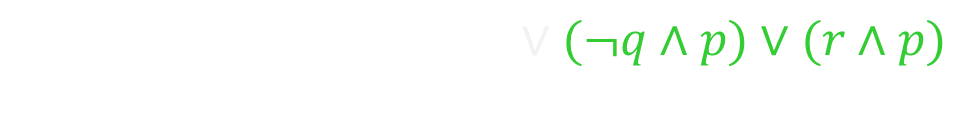 ∨ (¬q ∧ p) ∨ (r ∧ p)